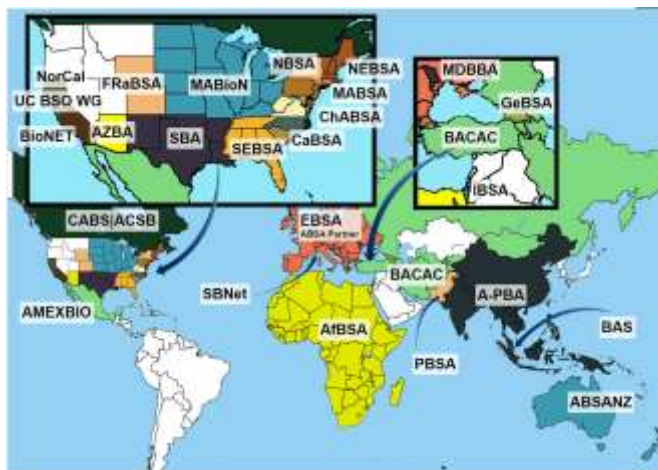 NBSA
MDBBA
NorCal
FRaBSA
MABioN
NEBSA
UC BSO WG
MABSA
GeBSA
BioNET
AZBA
SBA
ChABSA
BACAC
SEBSA
CaBSA
IBSA
CABS|ACSB
EBSA
ABSA Partner
SBNet
BACAC
A-PBA
AMEXBIO
AfBSA
PBSA
BAS
ABSANZ